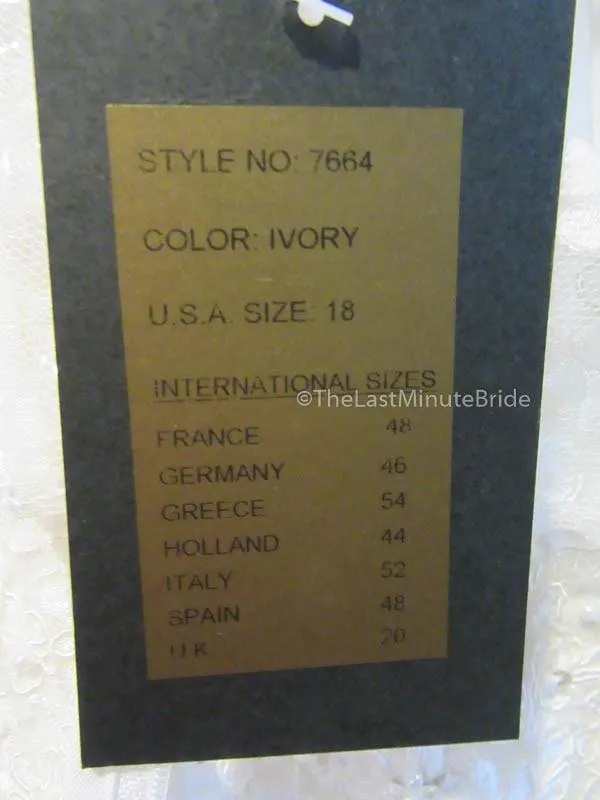 STYLE NO: 7664
COLOR: IVORY
U.S.A. SIZE: 18
INTERNATIONAL SIZES
©TheLastMinuteBride
FRANCE 48
GERMANY 46
GREECE 54
HOLLAND 44
ITALY 52
SPAIN 48
U.K 20